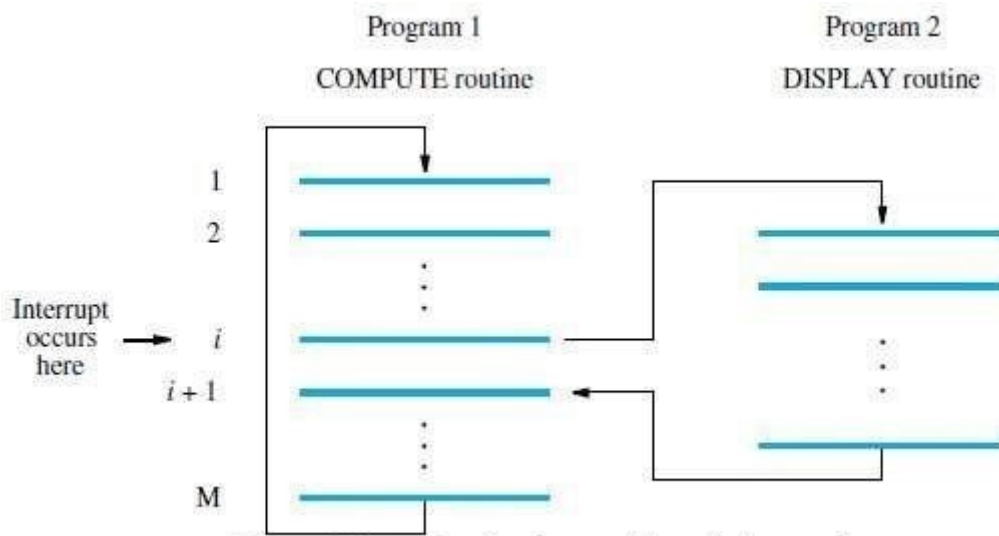 Program 1
COMPUTE routine
Program 2
DISPLAY routine
1
2
Interrupt
occurs
here
i
i + 1
M